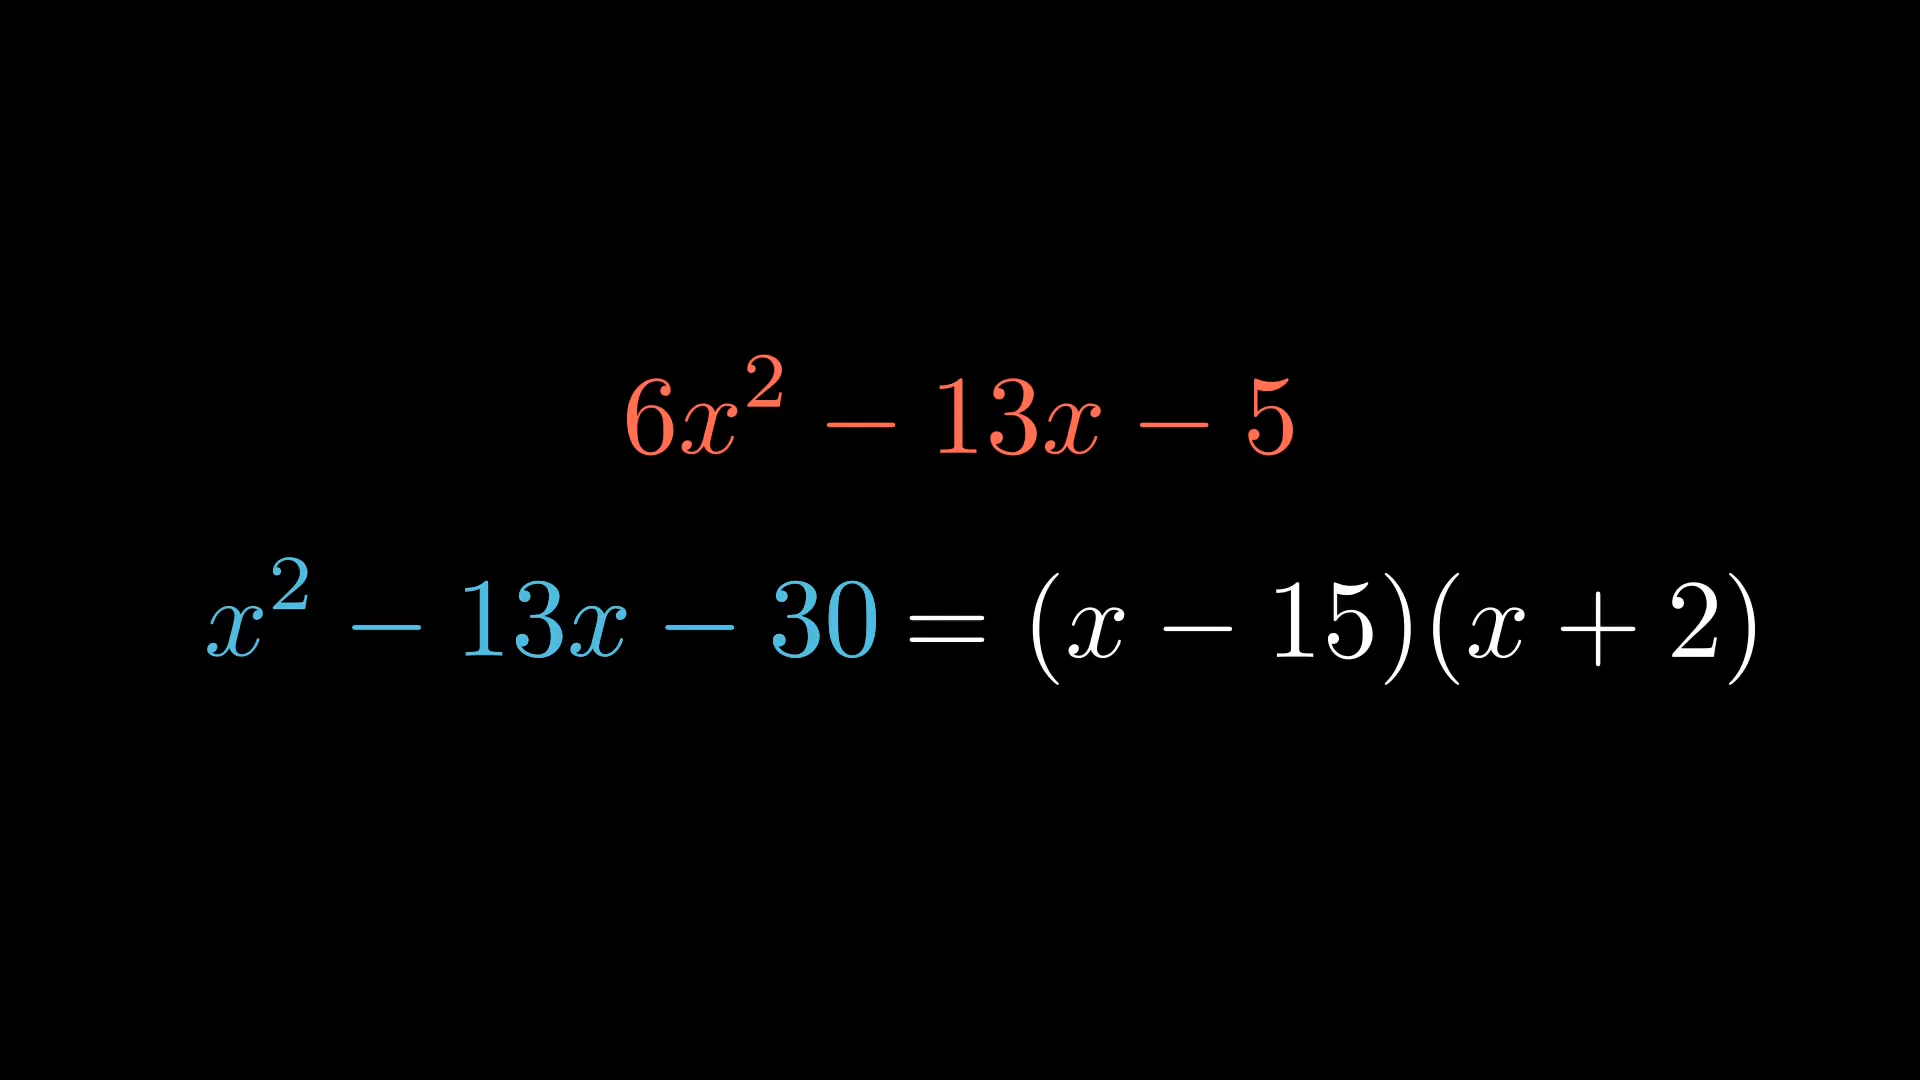 6x² − 13x − 5
x² − 13x − 30 = (x − 15)(x + 2)